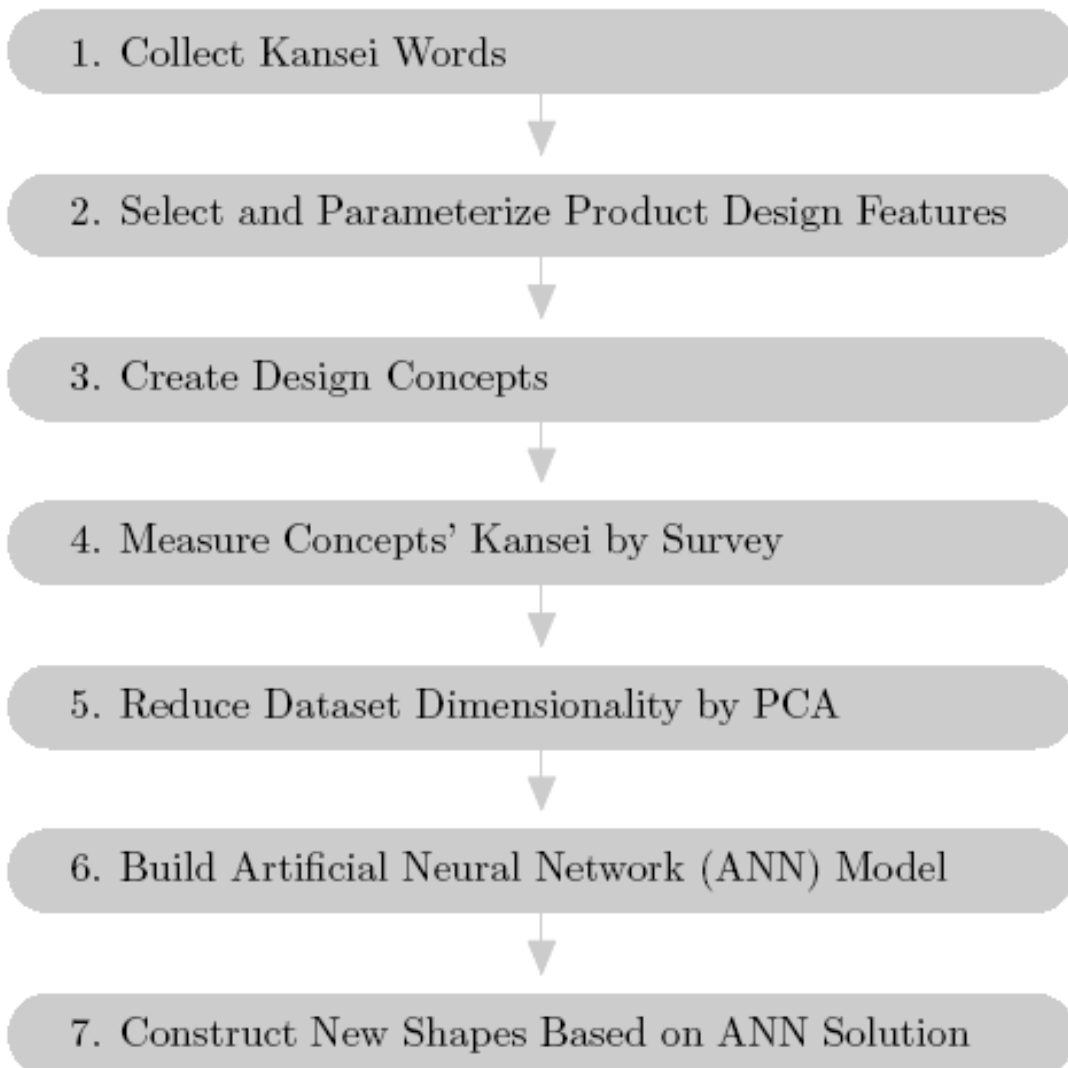 1. Collect Kansei Words
2. Select and Parameterize Product Design Features
3. Create Design Concepts
4. Measure Concepts' Kansei by Survey
5. Reduce Dataset Dimensionality by PCA
6. Build Artificial Neural Network (ANN) Model
7. Construct New Shapes Based on ANN Solution